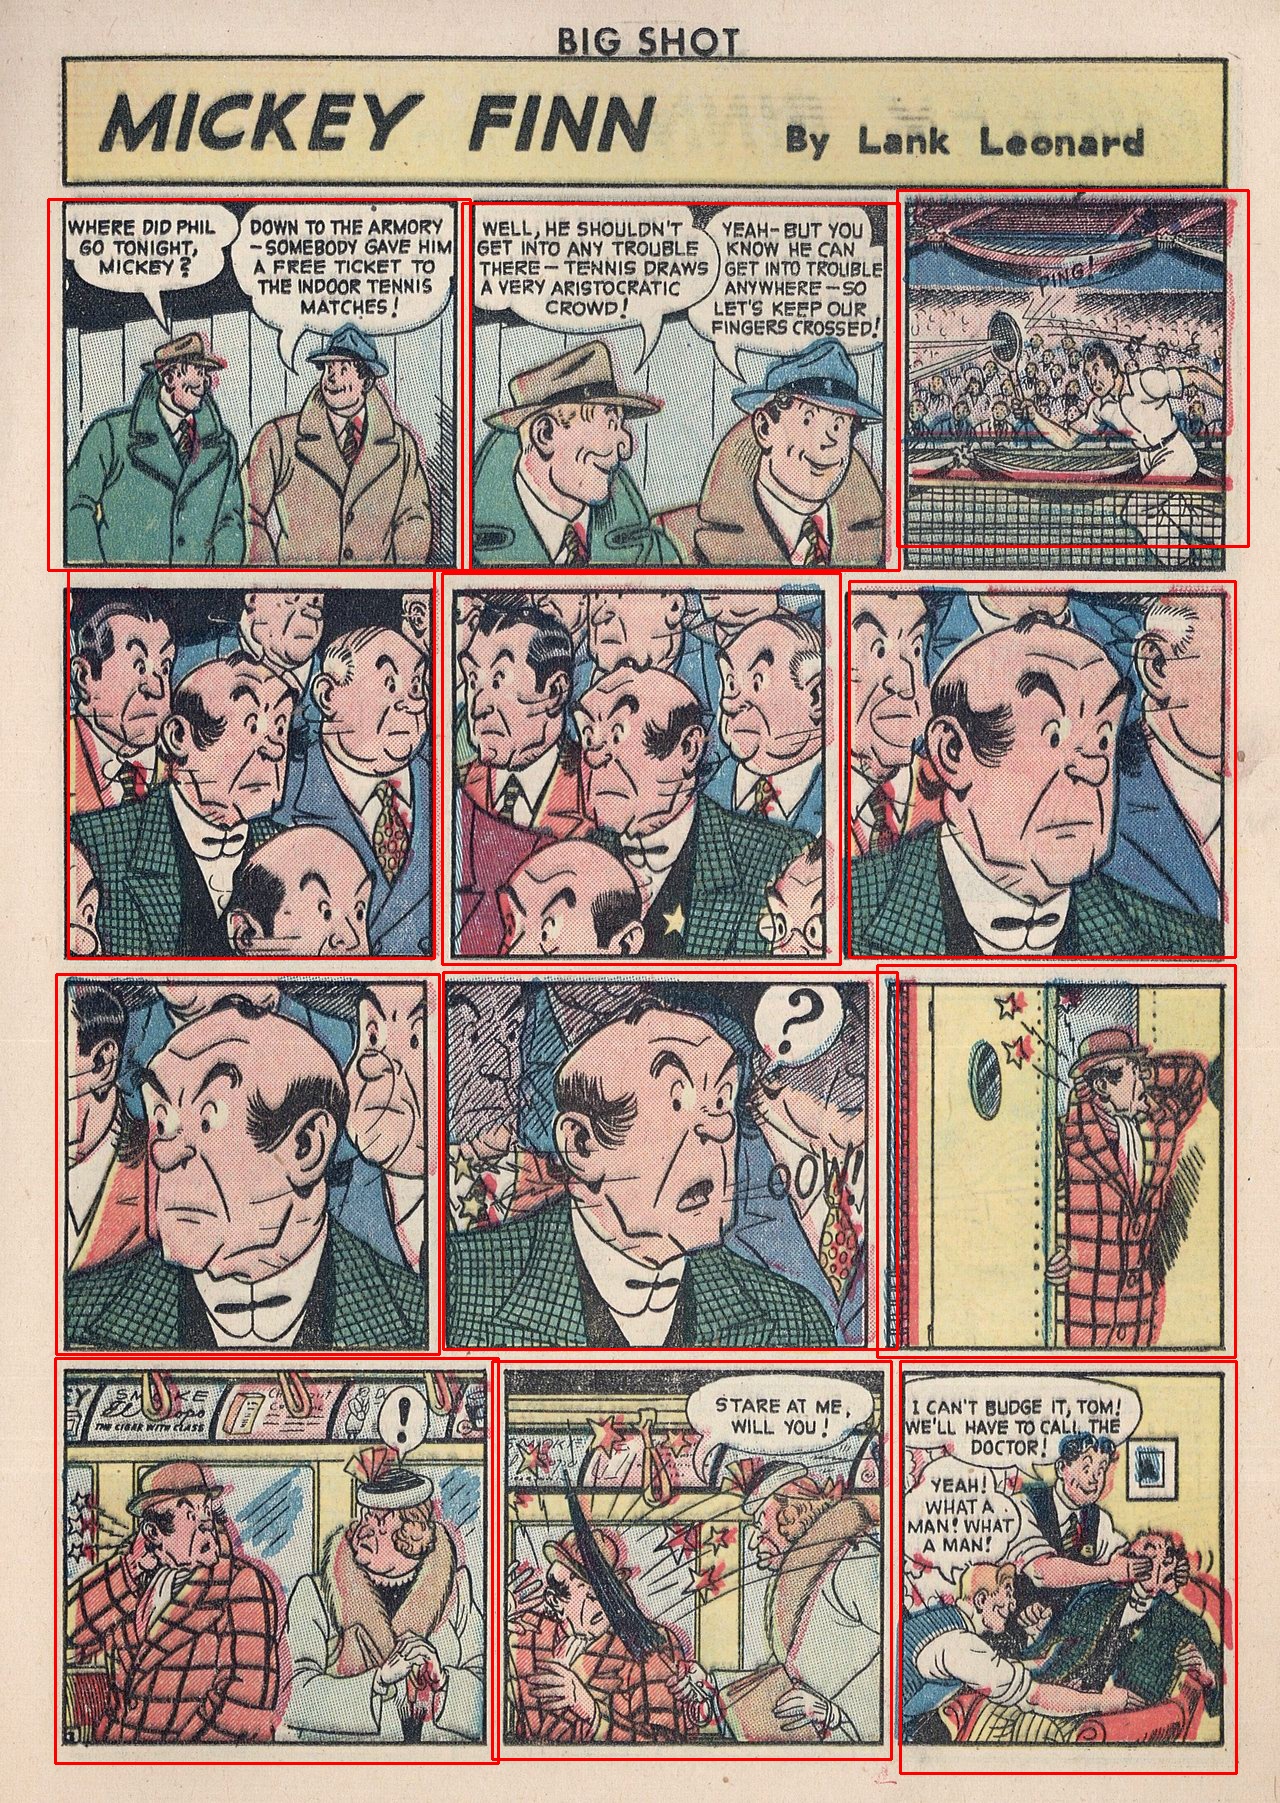 BIG SHOT
MICKEY FINN
By Lank Leonard
WHERE DID PHIL
GO TONIGHT,
MICKEY?
DOWN TO THE ARMORY
-SOMEBODY GAVE HIM
A FREE TICKET TO
THE INDOOR TENNIS
MATCHES!
WELL, HE SHOULDN'T
GET INTO ANY TROUBLE
THERE- TENNIS DRAWS
A VERY ARISTOCRATIC
CROWD!
YEAH-BUT YOU
KNOW HE CAN
GET INTO TROUBLE
ANYWHERE-SO
LET'S KEEP OUR
FINGERS CROSSED!
PING!
?
OOW!
SMOKE
THE CIGAR WITH CLASS
!
STARE AT ME,
WILL YOU!
I CAN'T BUDGE IT, TOM!
WE'LL HAVE TO CALL THE
DOCTOR!
YEAH!
WHAT A
MAN! WHAT
A MAN!